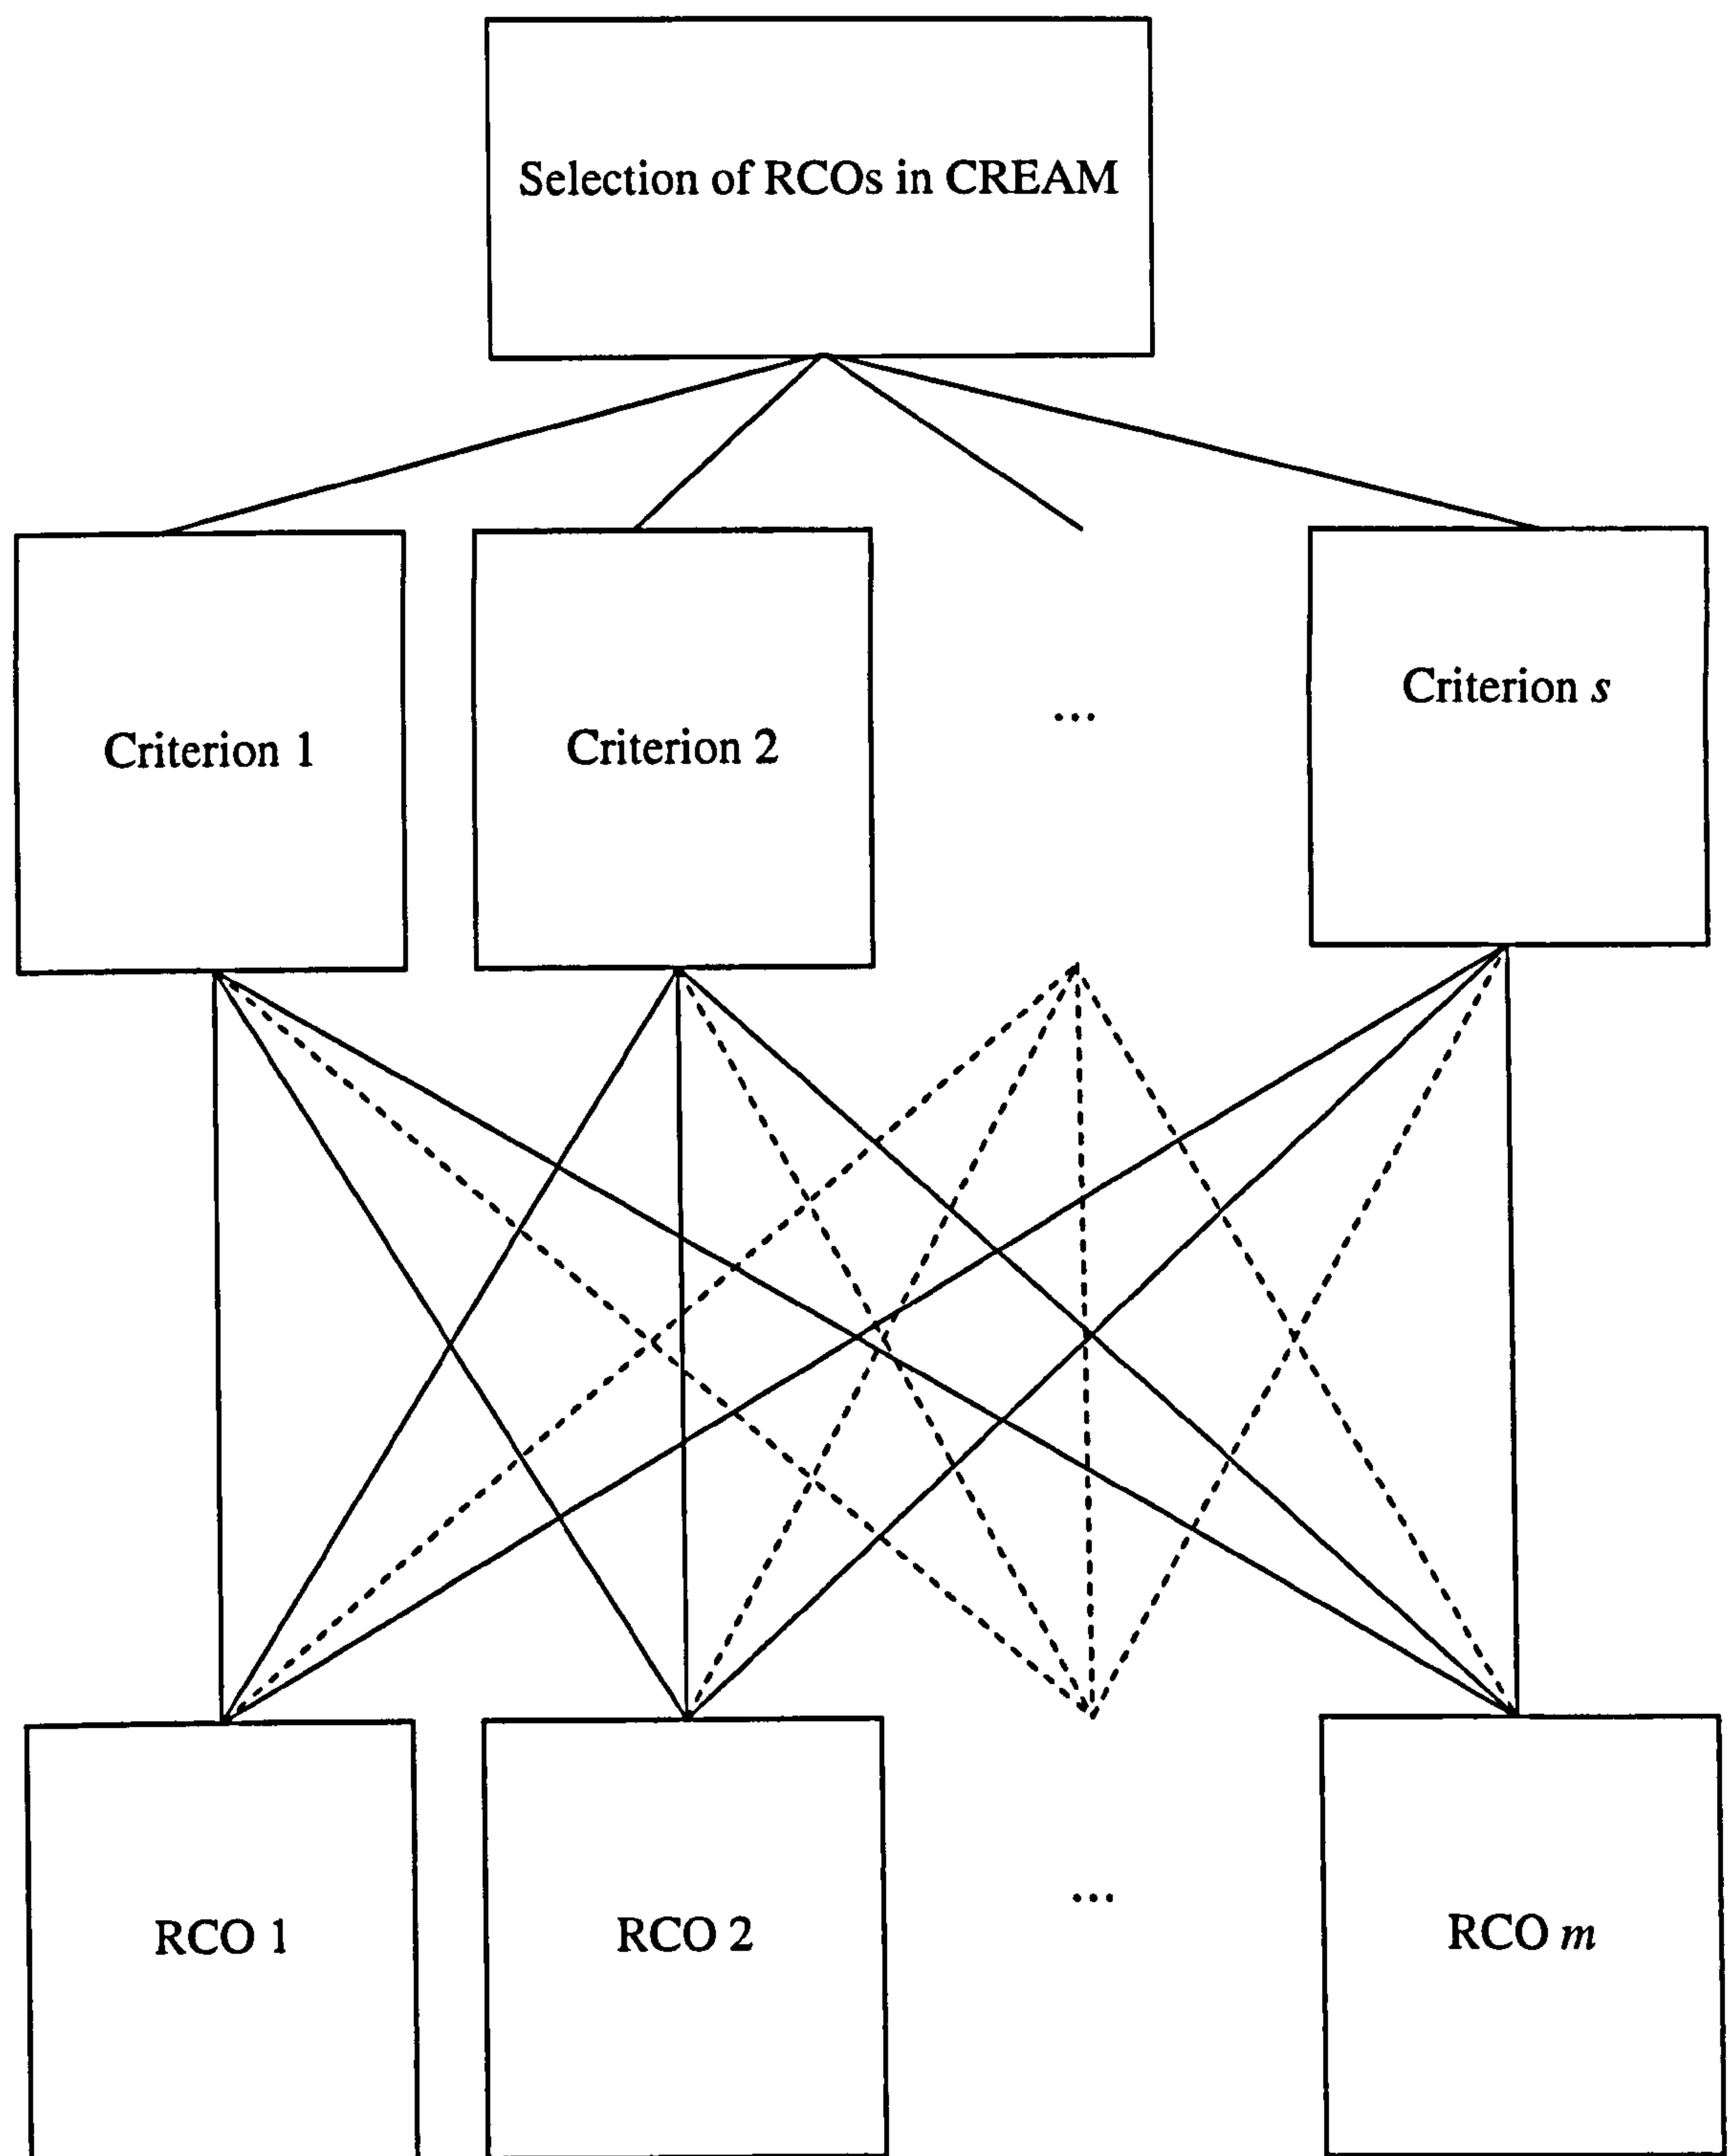 Selection of RCOs in CREAM
Criterion 1
Criterion 2
...
Criterion s
RCO 1
RCO 2
...
RCO m